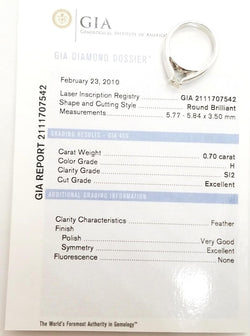 GIA
GEMOLOGICAL INSTITUTE OF AMERICA
GIA DIAMOND DOSSIER
February 23, 2010
Laser Inscription Registry GIA 2111707542
Shape and Cutting Style Round Brilliant
Measurements 5.77 - 5.84 x 3.50 mm
GRADING RESULTS - GIA 4Cs
Carat Weight 0.70 carat
Color Grade H
Clarity Grade SI2
Cut Grade Excellent
ADDITIONAL GRADING INFORMATION
Clarity Characteristics Feather
Finish
Polish Very Good
Symmetry Excellent
Fluorescence None
The World's Foremost Authority in Gemology
GIA REPORT 2111707542